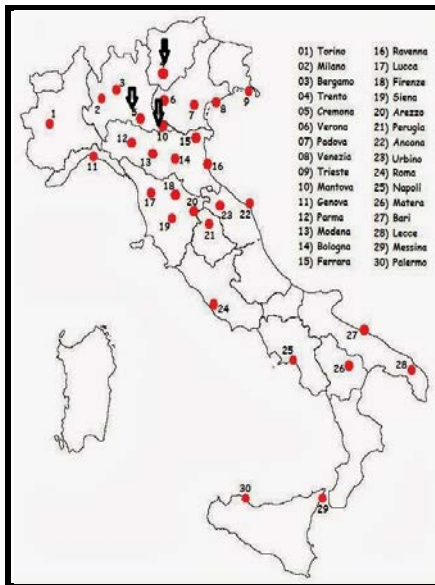 01) Torino
02) Milano
03) Bergamo
04) Trento
05) Cremona
06) Verona
07) Padova
08) Venezia
09) Trieste
10) Mantova
11) Genova
12) Parma
13) Modena
14) Bologna
15) Ferrara
16) Ravenna
17) Lucca
18) Firenze
19) Siena
20) Arezzo
21) Perugia
22) Ancona
23) Urbino
24) Roma
25) Napoli
26) Matera
27) Bari
28) Lecce
29) Messina
30) Palermo
3
9
2
6
8
5
7
1
10
15
12
13
14
16
11
18
17
20
23
22
19
21
24
27
25
26
28
30
29